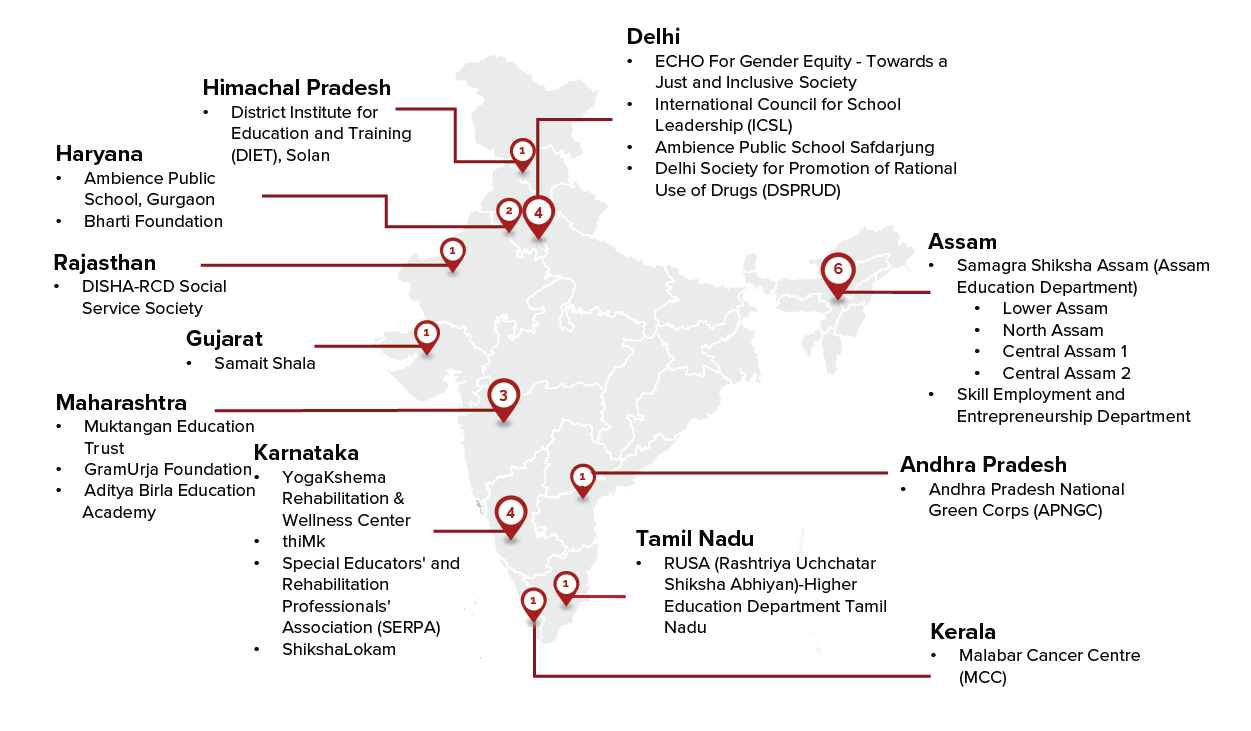 Delhi
• ECHO For Gender Equity - Towards a
Just and Inclusive Society
• International Council for School
Leadership (ICSL)
• Ambience Public School Safdarjung
• Delhi Society for Promotion of Rational
Use of Drugs (DSPRUD)
Himachal Pradesh
• District Institute for
Education and Training
(DIET), Solan
Haryana
• Ambience Public
School, Gurgaon
• Bharti Foundation
Rajasthan
• DISHA-RCD Social
Service Society
Gujarat
• Samait Shala
Maharashtra
• Muktangan Education
Trust
• GramUrja Foundation
• Aditya Birla Education
Academy
Karnataka
• YogaKshema
Rehabilitation &
Wellness Center
• thiMk
• Special Educators' and
Rehabilitation
Professionals'
Association (SERPA)
• ShikshaLokam
Assam
• Samagra Shiksha Assam (Assam
Education Department)
• Lower Assam
• North Assam
• Central Assam 1
• Central Assam 2
• Skill Employment and
Entrepreneurship Department
Andhra Pradesh
• Andhra Pradesh National
Green Corps (APNGC)
Tamil Nadu
• RUSA (Rashtriya Uchchatar
Shiksha Abhiyan)-Higher
Education Department Tamil
Nadu
Kerala
• Malabar Cancer Centre
(MCC)
1
2
4
1
6
1
3
1
4
1
1